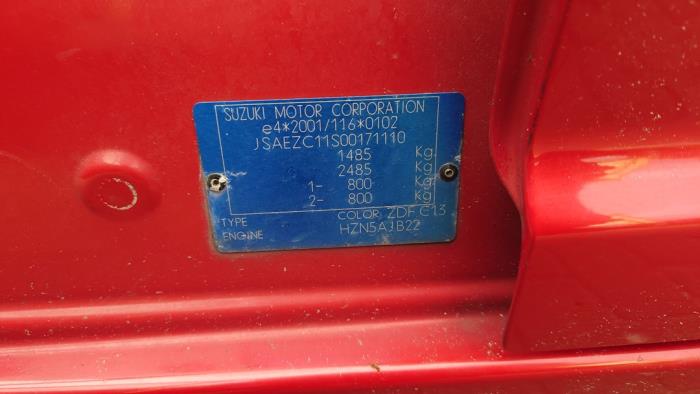 SUZUKI MOTOR CORPORATION
e4*2001/116*0102
JSAEZC11S00171110
1485 Kg
2485 Kg
1- 800 Kg
2- 800 Kg
TYPE COLOR ZDF C13
ENGINE HZN5AJB22